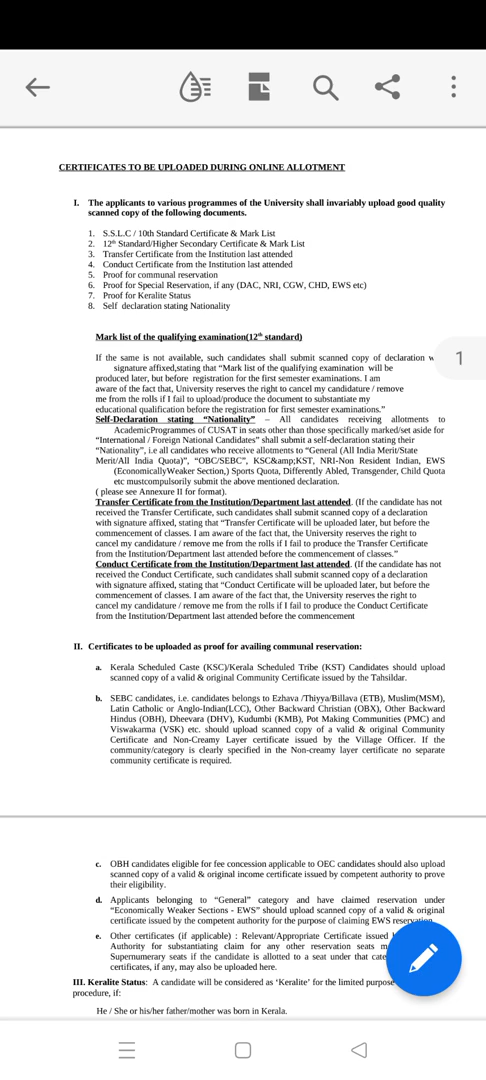 CERTIFICATES TO BE UPLOADED DURING ONLINE ALLOTMENT
I. The applicants to various programmes of the University shall invariably upload good quality
scanned copy of the following documents.
1. S.S.L.C / 10th Standard Certificate & Mark List
2. 12th Standard/Higher Secondary Certificate & Mark List
3. Transfer Certificate from the Institution last attended
4. Conduct Certificate from the Institution last attended
5. Proof for communal reservation
6. Proof for Special Reservation, if any (DAC, NRI, CGW, CHD, EWS etc)
7. Proof for Keralite Status
8. Self declaration stating Nationality
Mark list of the qualifying examination(12th standard)
If the same is not available, such candidates shall submit scanned copy of declaration w
1
signature affixed,stating that “Mark list of the qualifying examination will be
produced later, but before registration for the first semester examinations. I am
aware of the fact that, University reserves the right to cancel my candidature / remove
me from the rolls if I fail to upload/produce the document to substantiate my
educational qualification before the registration for first semester examinations.”
Self-Declaration stating “Nationality” – All candidates receiving allotments to
AcademicProgrammes of CUSAT in seats other than those specifically marked/set aside for
“International / Foreign National Candidates” shall submit a self-declaration stating their
“Nationality”, i.e all candidates who receive allotments to “General (All India Merit/State
Merit/All India Quota)”, “OBC/SEBC”, KSC&amp;KST, NRI-Non Resident Indian, EWS
(EconomicallyWeaker Section,) Sports Quota, Differently Abled, Transgender, Child Quota
etc mustcompulsorily submit the above mentioned declaration.
( please see Annexure II for format).
Transfer Certificate from the Institution/Department last attended. (If the candidate has not
received the Transfer Certificate, such candidates shall submit scanned copy of a declaration
with signature affixed, stating that “Transfer Certificate will be uploaded later, but before the
commencement of classes. I am aware of the fact that, the University reserves the right to
cancel my candidature / remove me from the rolls if I fail to produce the Transfer Certificate
from the Institution/Department last attended before the commencement of classes.”
Conduct Certificate from the Institution/Department last attended. (If the candidate has not
received the Conduct Certificate, such candidates shall submit scanned copy of a declaration
with signature affixed, stating that “Conduct Certificate will be uploaded later, but before the
commencement of classes. I am aware of the fact that, the University reserves the right to
cancel my candidature / remove me from the rolls if I fail to produce the Conduct Certificate
from the Institution/Department last attended before the commencement
II. Certificates to be uploaded as proof for availing communal reservation:
a. Kerala Scheduled Caste (KSC)/Kerala Scheduled Tribe (KST) Candidates should upload
scanned copy of a valid & original Community Certificate issued by the Tahsildar.
b. SEBC candidates, i.e. candidates belongs to Ezhava /Thiyya/Billava (ETB), Muslim(MSM),
Latin Catholic or Anglo-Indian(LCC), Other Backward Christian (OBX), Other Backward
Hindus (OBH), Dheevara (DHV), Kudumbi (KMB), Pot Making Communities (PMC) and
Viswakarma (VSK) etc. should upload scanned copy of a valid & original Community
Certificate and Non-Creamy Layer certificate issued by the Village Officer. If the
community/category is clearly specified in the Non-creamy layer certificate no separate
community certificate is required.
c. OBH candidates eligible for fee concession applicable to OEC candidates should also upload
scanned copy of a valid & original income certificate issued by competent authority to prove
their eligibility.
d. Applicants belonging to “General” category and have claimed reservation under
“Economically Weaker Sections - EWS” should upload scanned copy of a valid & original
certificate issued by the competent authority for the purpose of claiming EWS reservation.
e. Other certificates (if applicable) : Relevant/Appropriate Certificate issued
Authority for substantiating claim for any other reservation seats m
Supernumerary seats if the candidate is allotted to a seat under that cate
certificates, if any, may also be uploaded here.
III. Keralite Status: A candidate will be considered as ‘Keralite’ for the limited purpose
procedure, if:
He / She or his/her father/mother was born in Kerala.